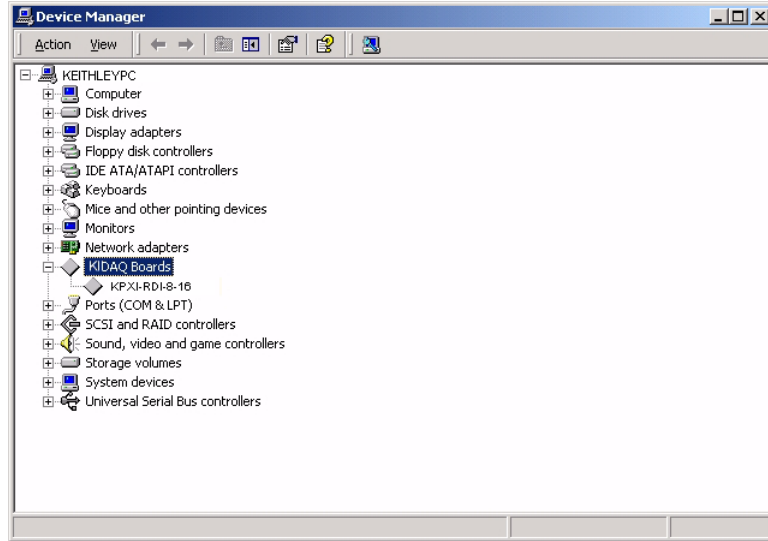 Device Manager
Action View
KEITHLEYPC
Computer
Disk drives
Display adapters
Floppy disk controllers
IDE ATA/ATAPI controllers
Keyboards
Mice and other pointing devices
Monitors
Network adapters
KIDAQ Boards
KPXI-RDI-8-16
Ports (COM & LPT)
SCSI and RAID controllers
Sound, video and game controllers
Storage volumes
System devices
Universal Serial Bus controllers